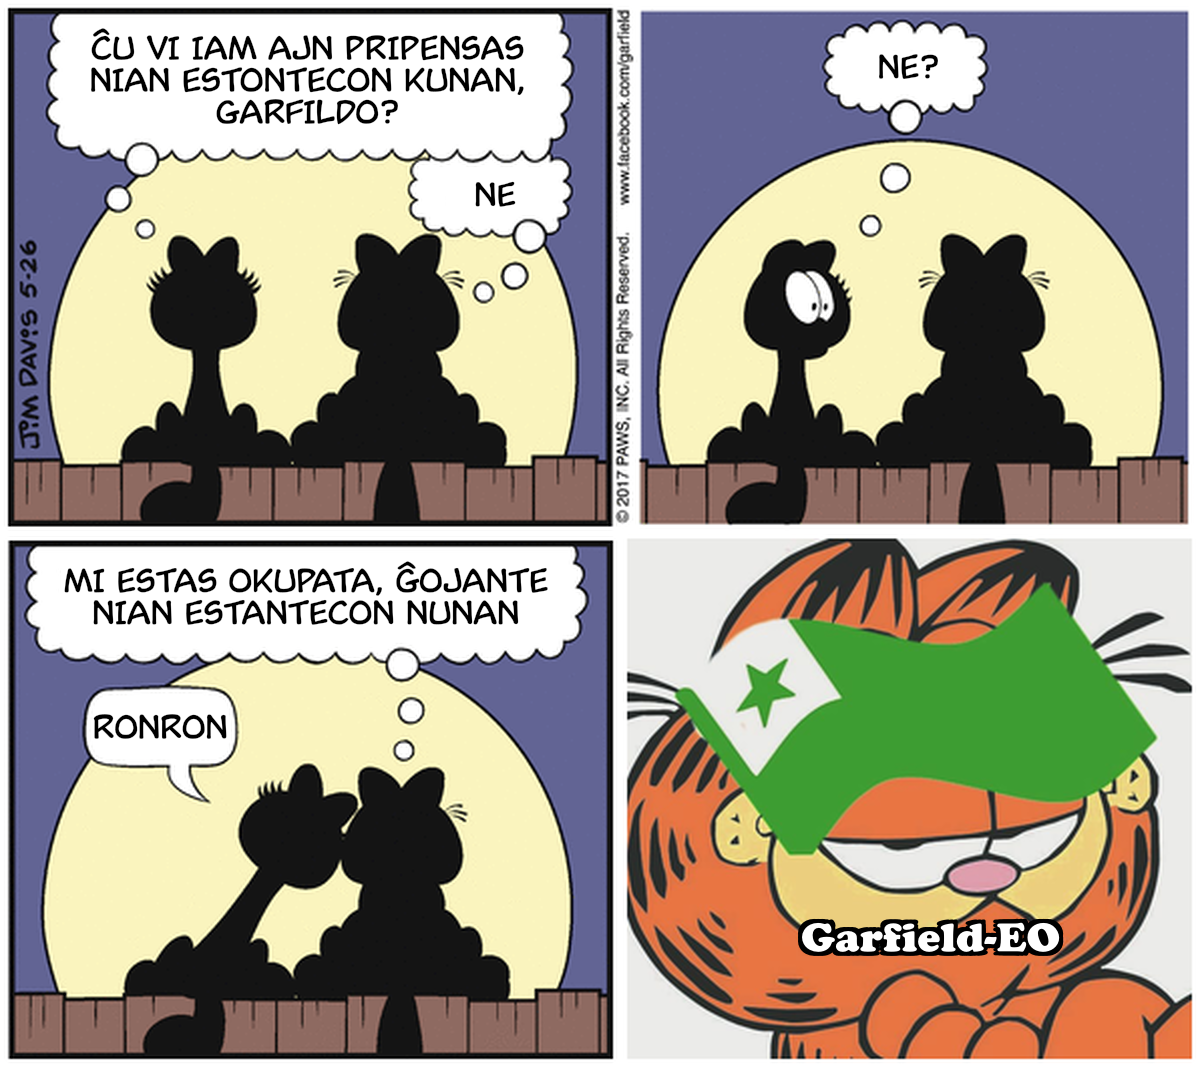 ĈU VI IAM AJN PRIPENSAS
NIAN ESTONTECON KUNAN,
GARFILDO?
NE
JIM DAVIS 5-26
© 2017 PAWS, INC. All Rights Reserved. www.facebook.com/garfield
NE?
MI ESTAS OKUPATA, ĜOJANTE
NIAN ESTANTECON NUNAN
RONRON
Garfield-EO